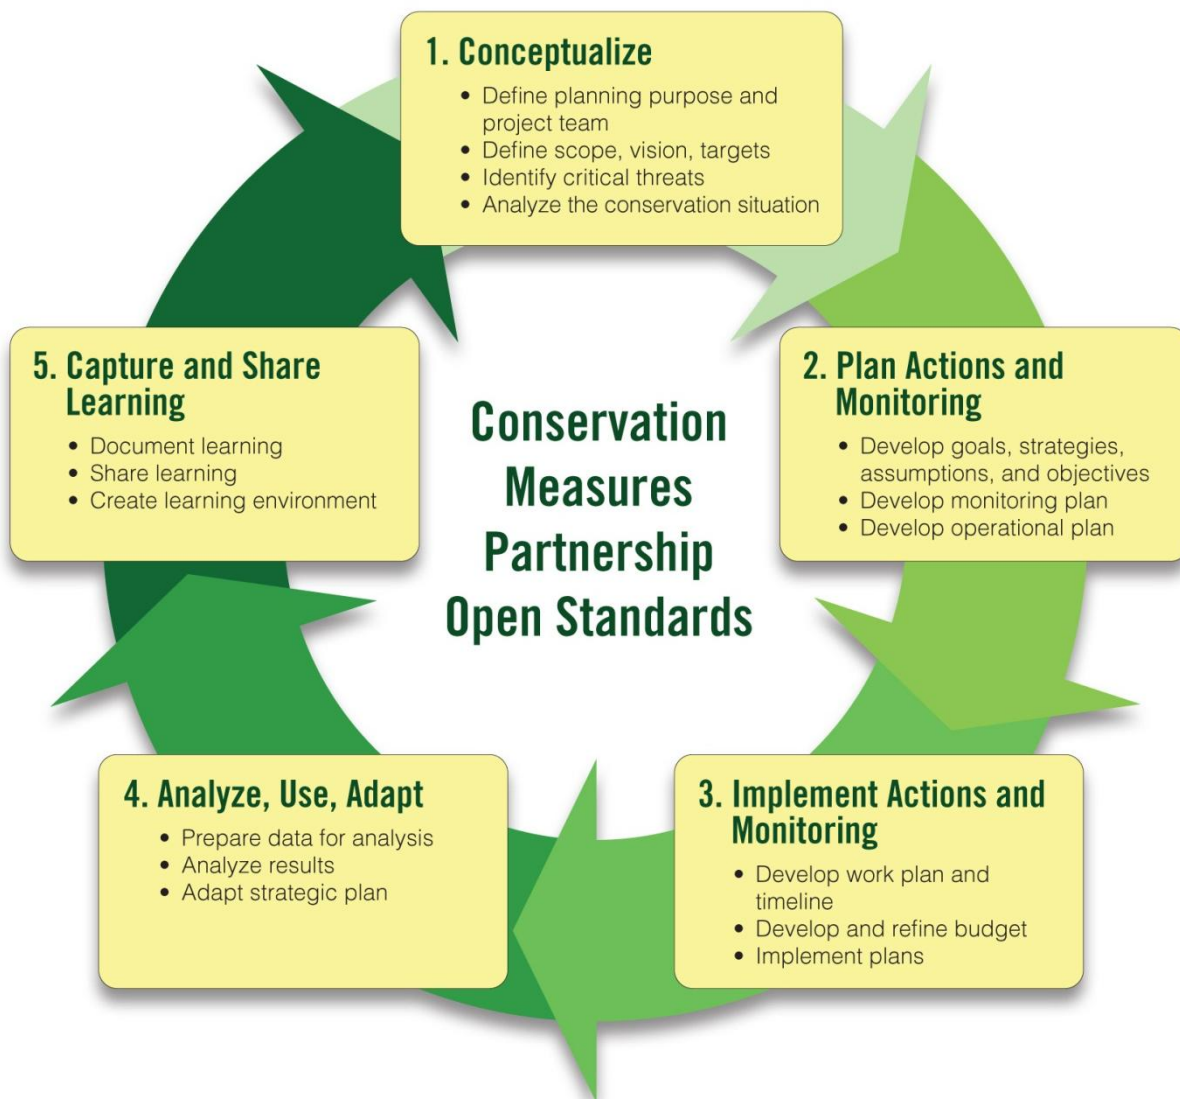 1. Conceptualize
• Define planning purpose and
project team
• Define scope, vision, targets
• Identify critical threats
• Analyze the conservation situation
2. Plan Actions and
Monitoring
• Develop goals, strategies,
assumptions, and objectives
• Develop monitoring plan
• Develop operational plan
3. Implement Actions and
Monitoring
• Develop work plan and
timeline
• Develop and refine budget
• Implement plans
4. Analyze, Use, Adapt
• Prepare data for analysis
• Analyze results
• Adapt strategic plan
5. Capture and Share
Learning
• Document learning
• Share learning
• Create learning environment
Conservation
Measures
Partnership
Open Standards